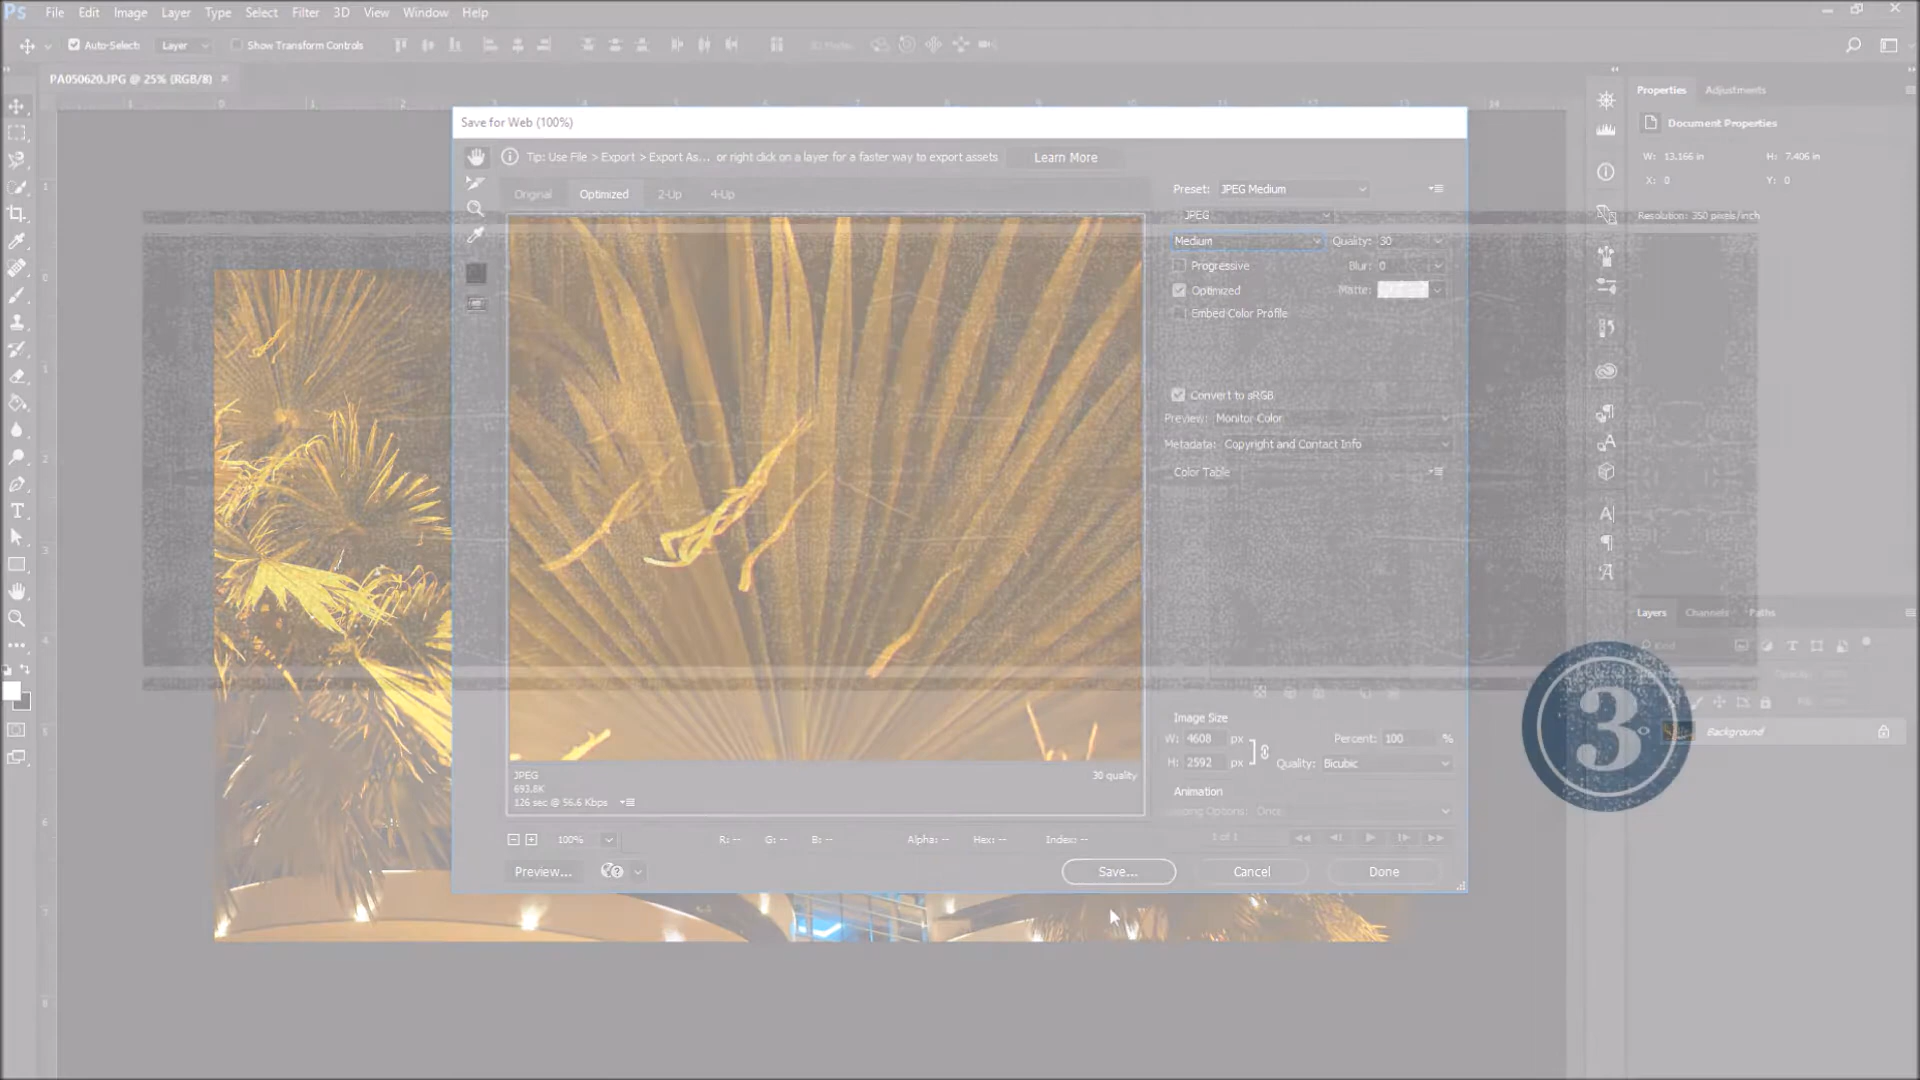 Ps File Edit Image Layer Type Select Filter 3D View Window Help
Auto-Select: Layer Show Transform Controls 3D Mode:
PA050620.JPG @ 25% (RGB/8) ×
Properties Adjustments
Document Properties
W: 13.166 in H: 7.406 in
X: 0 Y: 0
Resolution: 350 pixels/inch
Save for Web (100%)
Tip: Use File > Export > Export As... or right click on a layer for a faster way to export assets Learn More
Original Optimized 2-Up 4-Up
Preset: JPEG Medium
JPEG
Medium Quality: 30
Progressive Blur: 0
Optimized Matte:
Embed Color Profile
Convert to sRGB
Preview: Monitor Color
Metadata: Copyright and Contact Info
Color Table
Image Size
W: 4608 px Percent: 100 %
H: 2592 px Quality: Bicubic
Animation
Looping Options: Once
1 of 1
JPEG 30 quality
693.8K
126 sec @ 56.6 Kbps
100% R: -- G: -- B: -- Alpha: -- Hex: -- Index: --
Preview... Save... Cancel Done
Layers Channels Paths
Kind
Opacity:
Fill:
Background
3